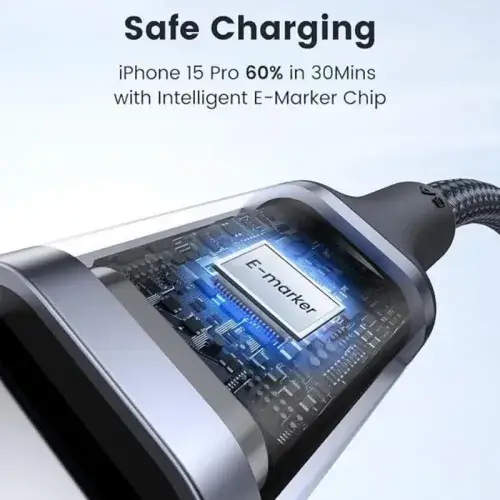 Safe Charging
iPhone 15 Pro 60% in 30Mins
with Intelligent E-Marker Chip
E-marker